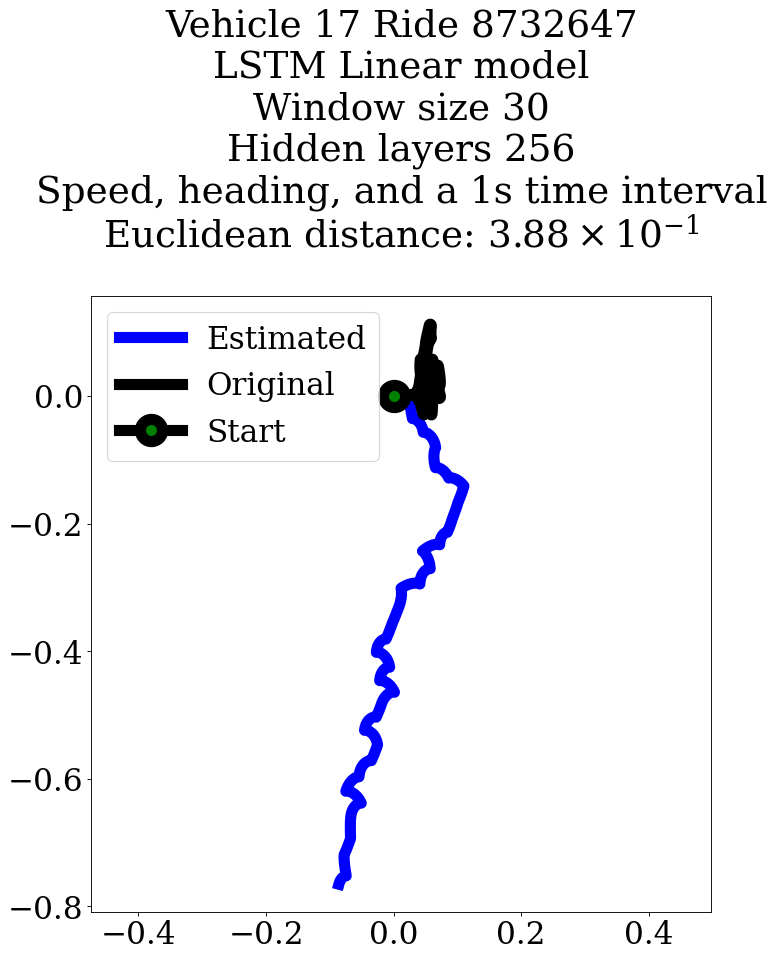 Vehicle 17 Ride 8732647
LSTM Linear model
Window size 30
Hidden layers 256
Speed, heading, and a 1s time interval
Euclidean distance: 3.88 × 10⁻¹
Estimated
Original
Start
0.0
−0.2
−0.4
−0.6
−0.8
−0.4 −0.2 0.0 0.2 0.4